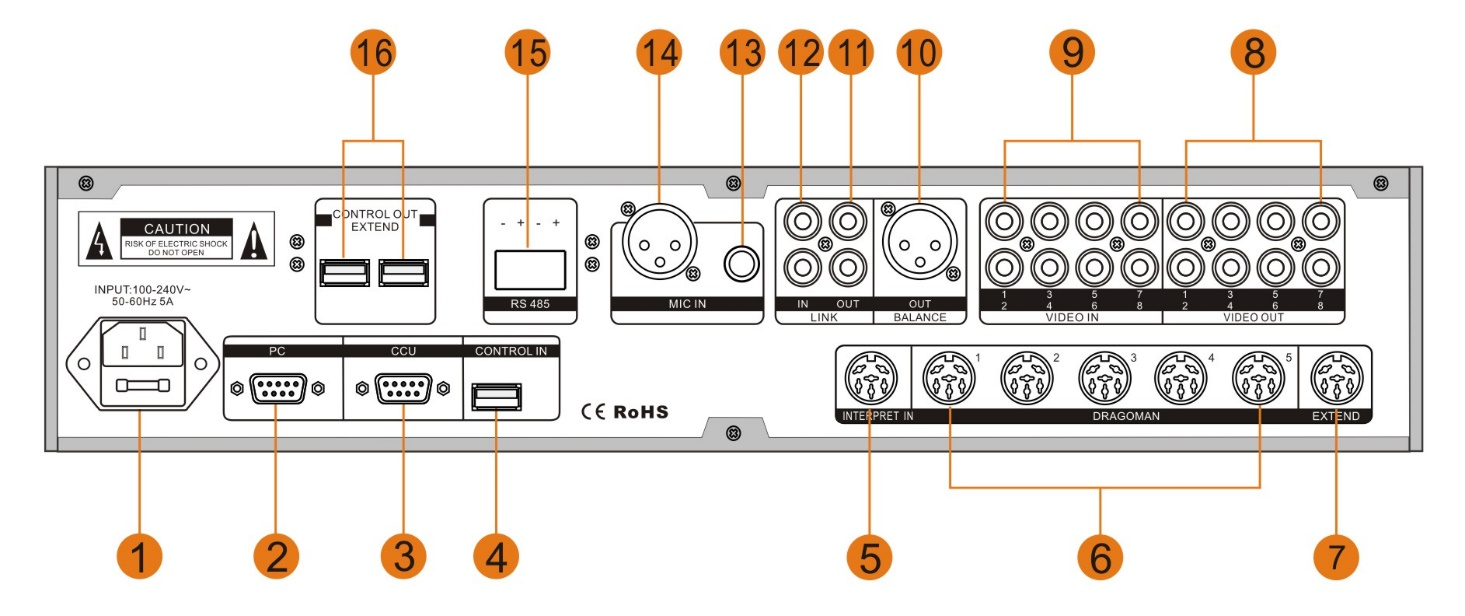 16 15 14 13 12 11 10 9 8
CAUTION
RISK OF ELECTRIC SHOCK
DO NOT OPEN
INPUT:100-240V~
50-60Hz 5A
CONTROL OUT
EXTEND
- + - +
RS 485
MIC IN
IN OUT
LINK
OUT
BALANCE
1 3 5 7
2 4 6 8
VIDEO IN
1 3 5 7
2 4 6 8
VIDEO OUT
PC
CCU
CONTROL IN
CE RoHS
1 2 3 4 5
INTERPRET IN
DRAGOMAN
EXTEND
1 2 3 4 5 6 7